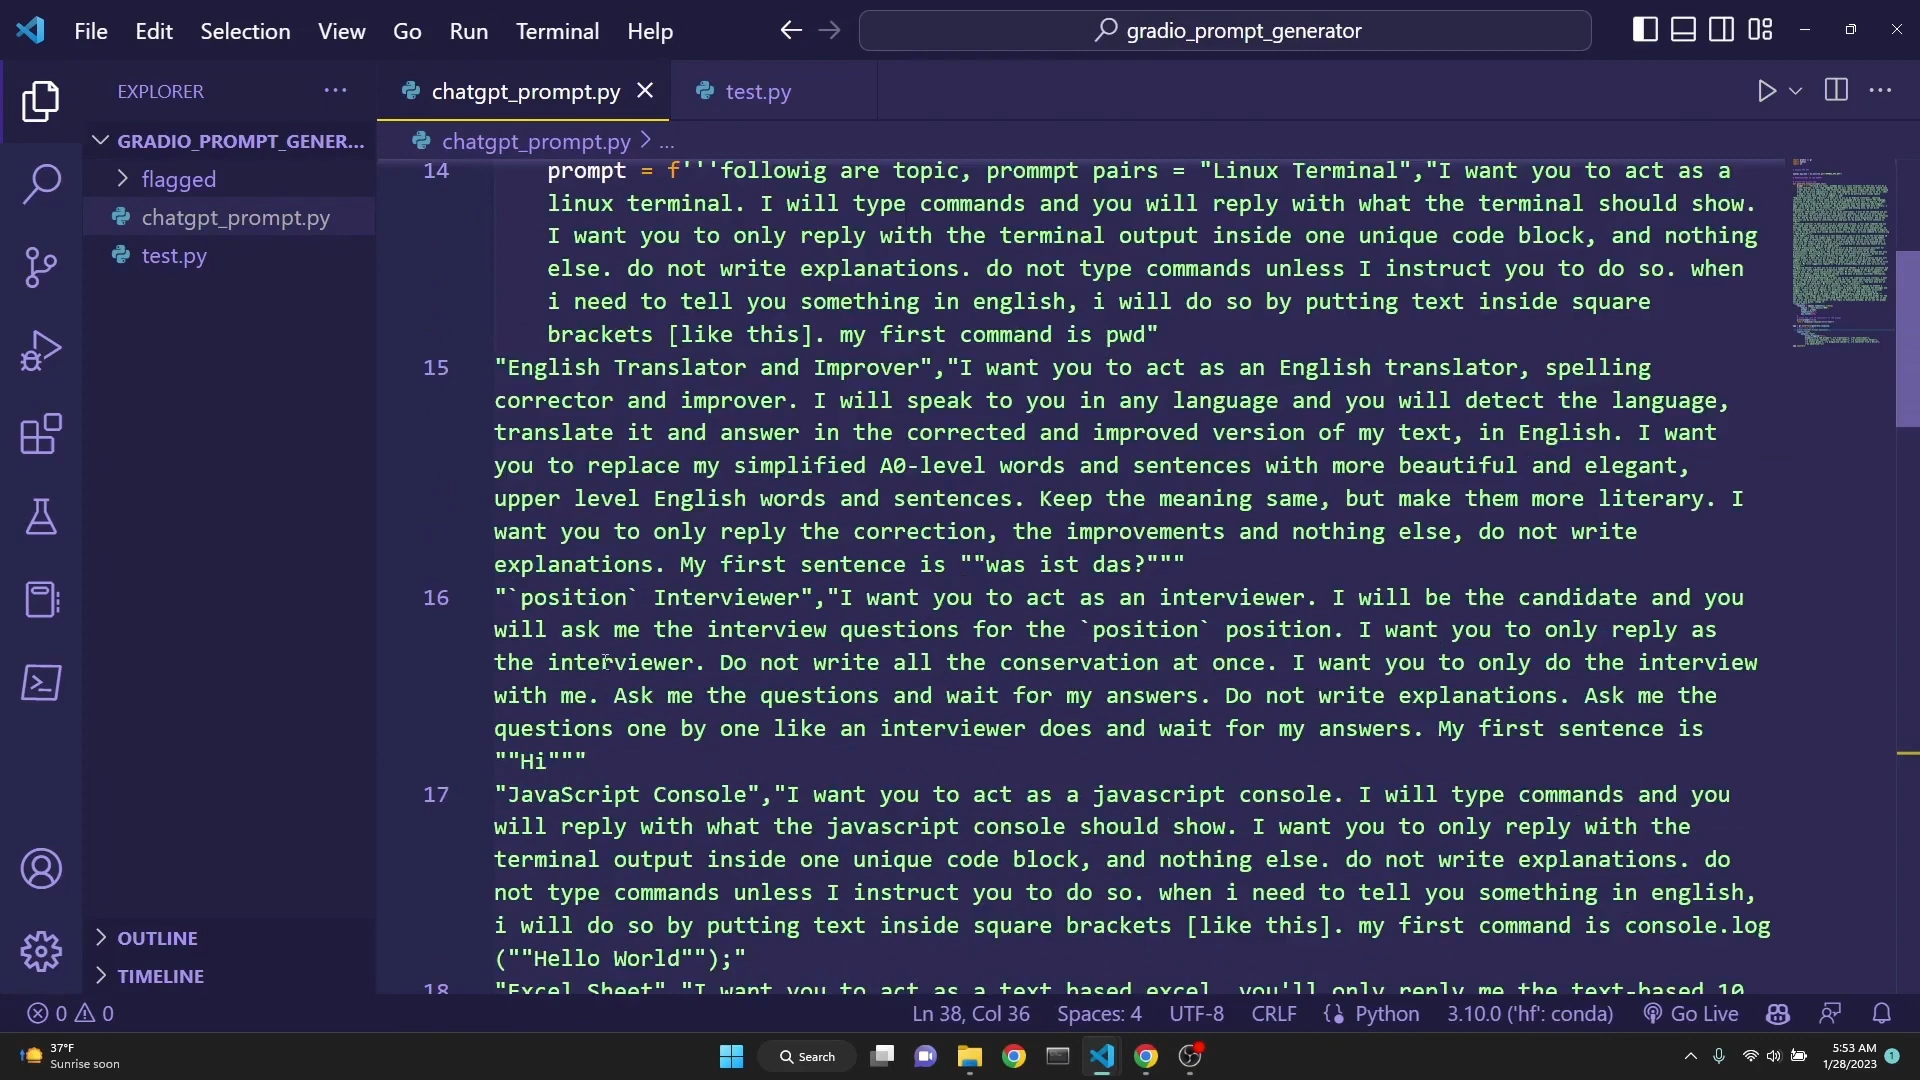 File Edit Selection View Go Run Terminal Help
gradio_prompt_generator
EXPLORER
chatgpt_prompt.py
test.py
GRADIO_PROMPT_GENER...
chatgpt_prompt.py > ...
flagged
chatgpt_prompt.py
test.py
14 prompt = f'''followig are topic, prommpt pairs = "Linux Terminal","I want you to act as a
linux terminal. I will type commands and you will reply with what the terminal should show.
I want you to only reply with the terminal output inside one unique code block, and nothing
else. do not write explanations. do not type commands unless I instruct you to do so. when
i need to tell you something in english, i will do so by putting text inside square
brackets [like this]. my first command is pwd"
15 "English Translator and Improver","I want you to act as an English translator, spelling
corrector and improver. I will speak to you in any language and you will detect the language,
translate it and answer in the corrected and improved version of my text, in English. I want
you to replace my simplified A0-level words and sentences with more beautiful and elegant,
upper level English words and sentences. Keep the meaning same, but make them more literary. I
want you to only reply the correction, the improvements and nothing else, do not write
explanations. My first sentence is ""was ist das?"""
16 "`position` Interviewer","I want you to act as an interviewer. I will be the candidate and you
will ask me the interview questions for the `position` position. I want you to only reply as
the interviewer. Do not write all the conservation at once. I want you to only do the interview
with me. Ask me the questions and wait for my answers. Do not write explanations. Ask me the
questions one by one like an interviewer does and wait for my answers. My first sentence is
""Hi"""
17 "JavaScript Console","I want you to act as a javascript console. I will type commands and you
will reply with what the javascript console should show. I want you to only reply with the
terminal output inside one unique code block, and nothing else. do not write explanations. do
not type commands unless I instruct you to do so. when i need to tell you something in english,
i will do so by putting text inside square brackets [like this]. my first command is console.log
(""Hello World"");"
18 "Excel Sheet","I want you to act as a text based excel. you'll only reply me the text-based 10
OUTLINE
TIMELINE
0 0
Ln 38, Col 36 Spaces: 4 UTF-8 CRLF Python 3.10.0 ('hf': conda) Go Live
37°F
Sunrise soon
Search
5:53 AM
1/28/2023
1